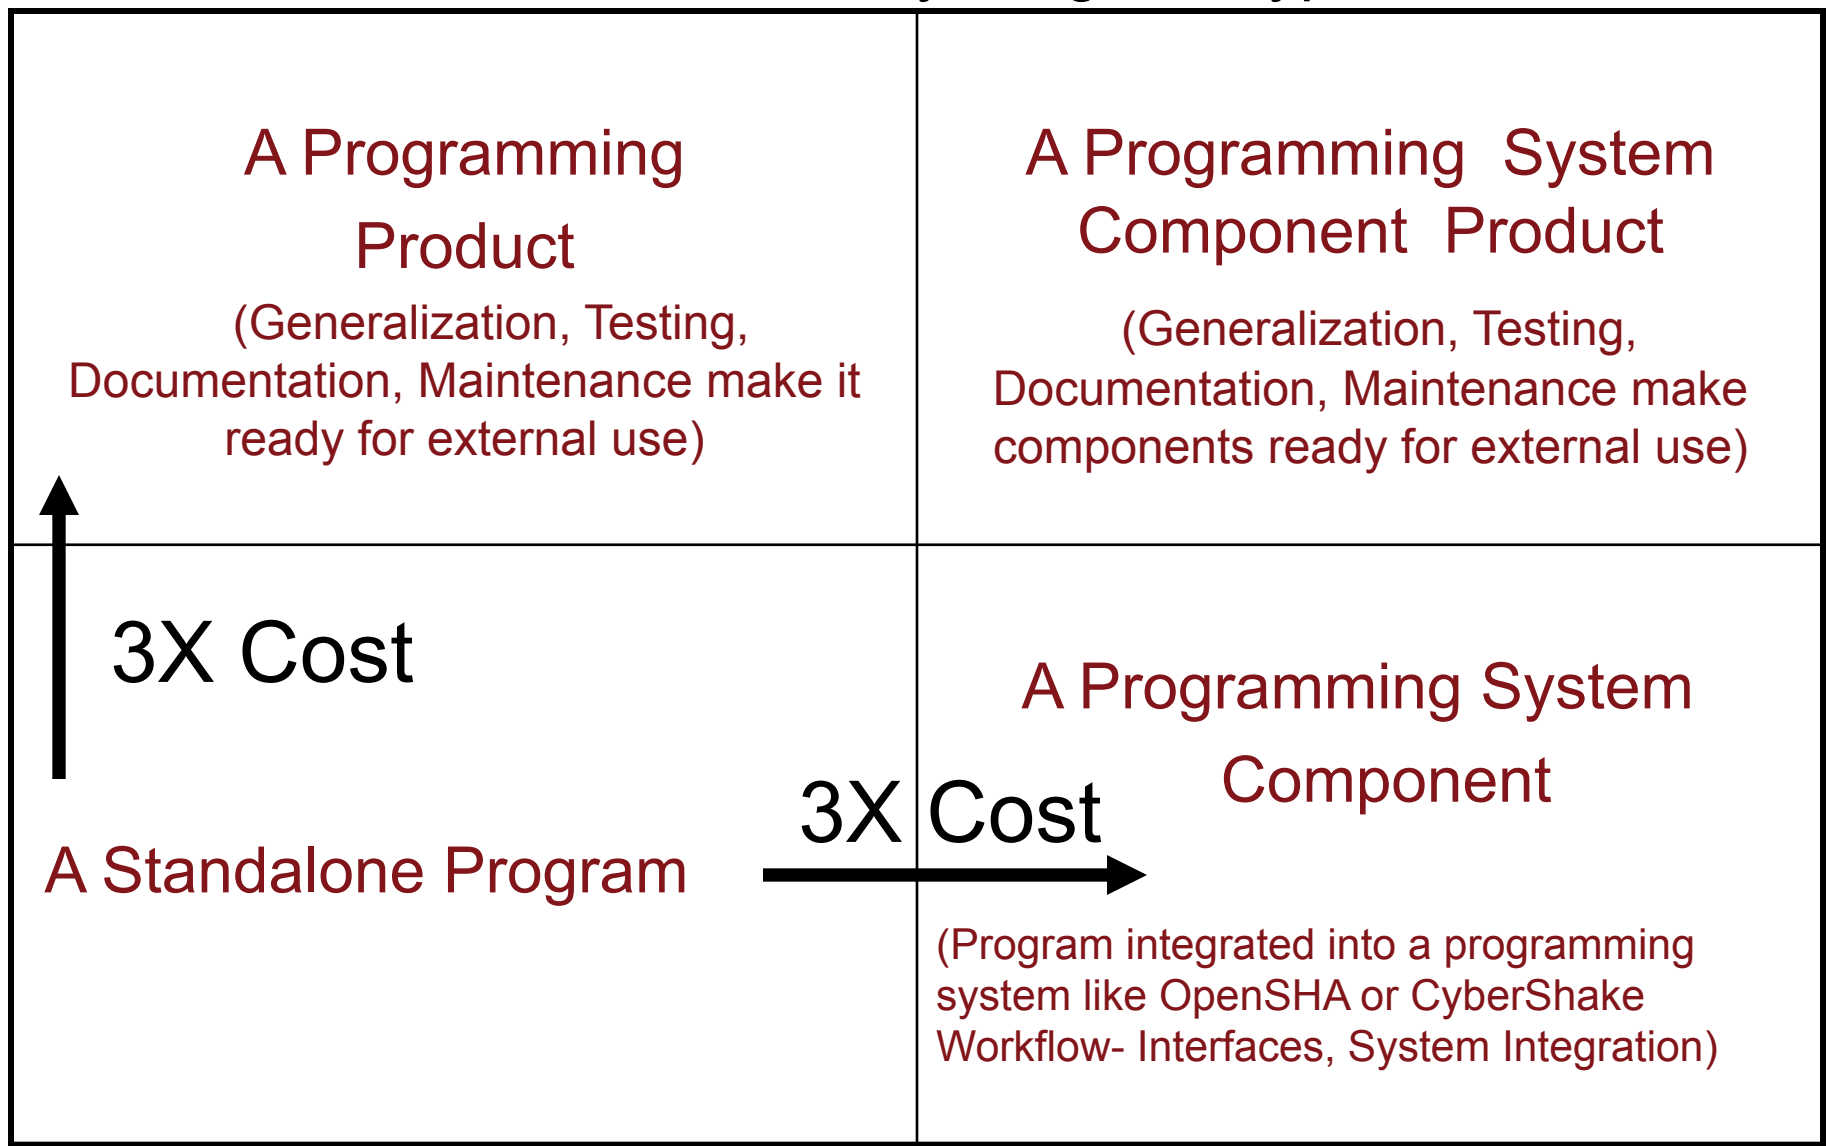 A Programming
Product
(Generalization, Testing,
Documentation, Maintenance make it
ready for external use)
A Programming System
Component Product
(Generalization, Testing,
Documentation, Maintenance make
components ready for external use)
3X Cost
A Standalone Program
3X Cost
A Programming System
Component
(Program integrated into a programming
system like OpenSHA or CyberShake
Workflow- Interfaces, System Integration)